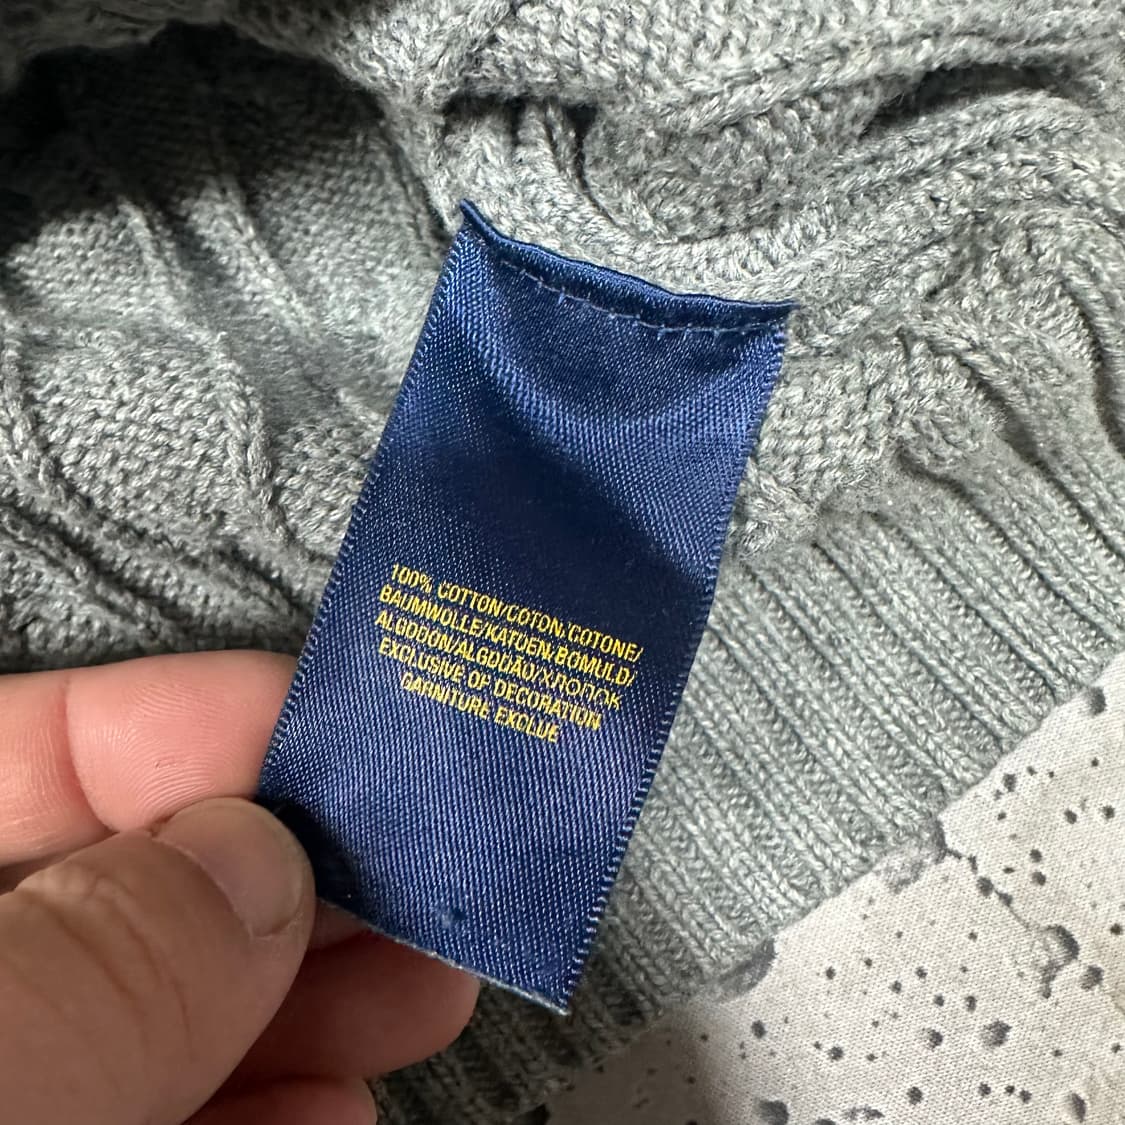 100% COTTON/COTON/COTONE/
BAUMWOLLE/KATOEN/BOMULD/
ALGODÓN/ALGODÃO/ХЛОПОК
EXCLUSIVE OF DECORATION
GARNITURE EXCLUE